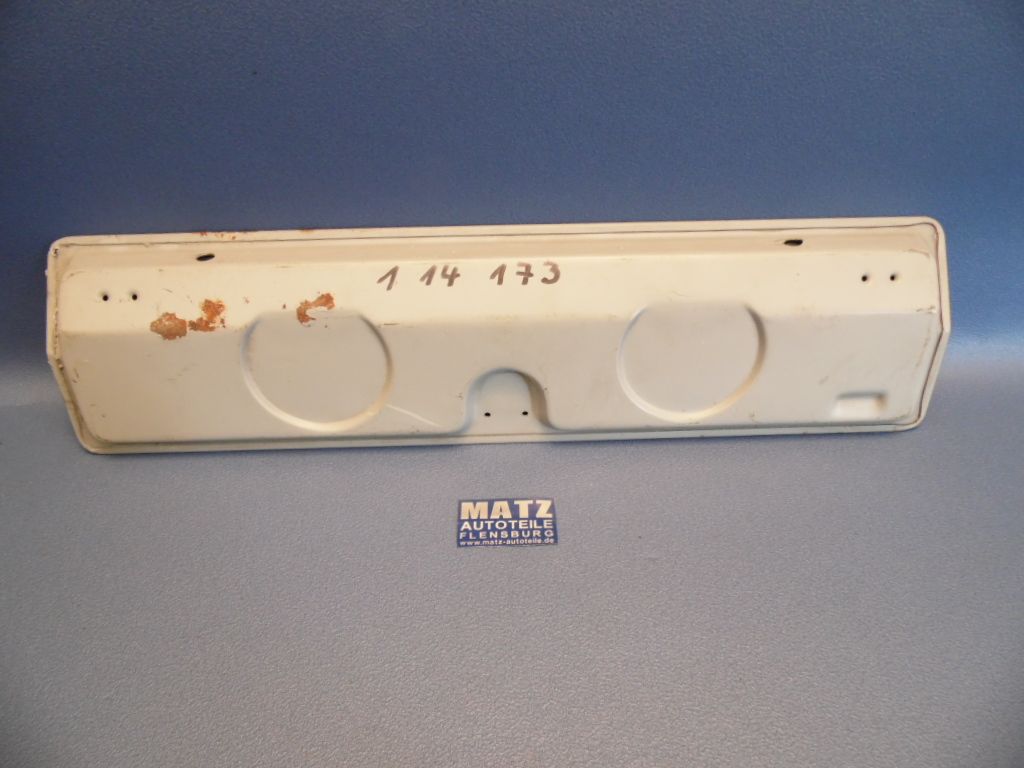 1 14 173
MATZ
AUTOTEILE
FLENSBURG
www.matz-autoteile.de